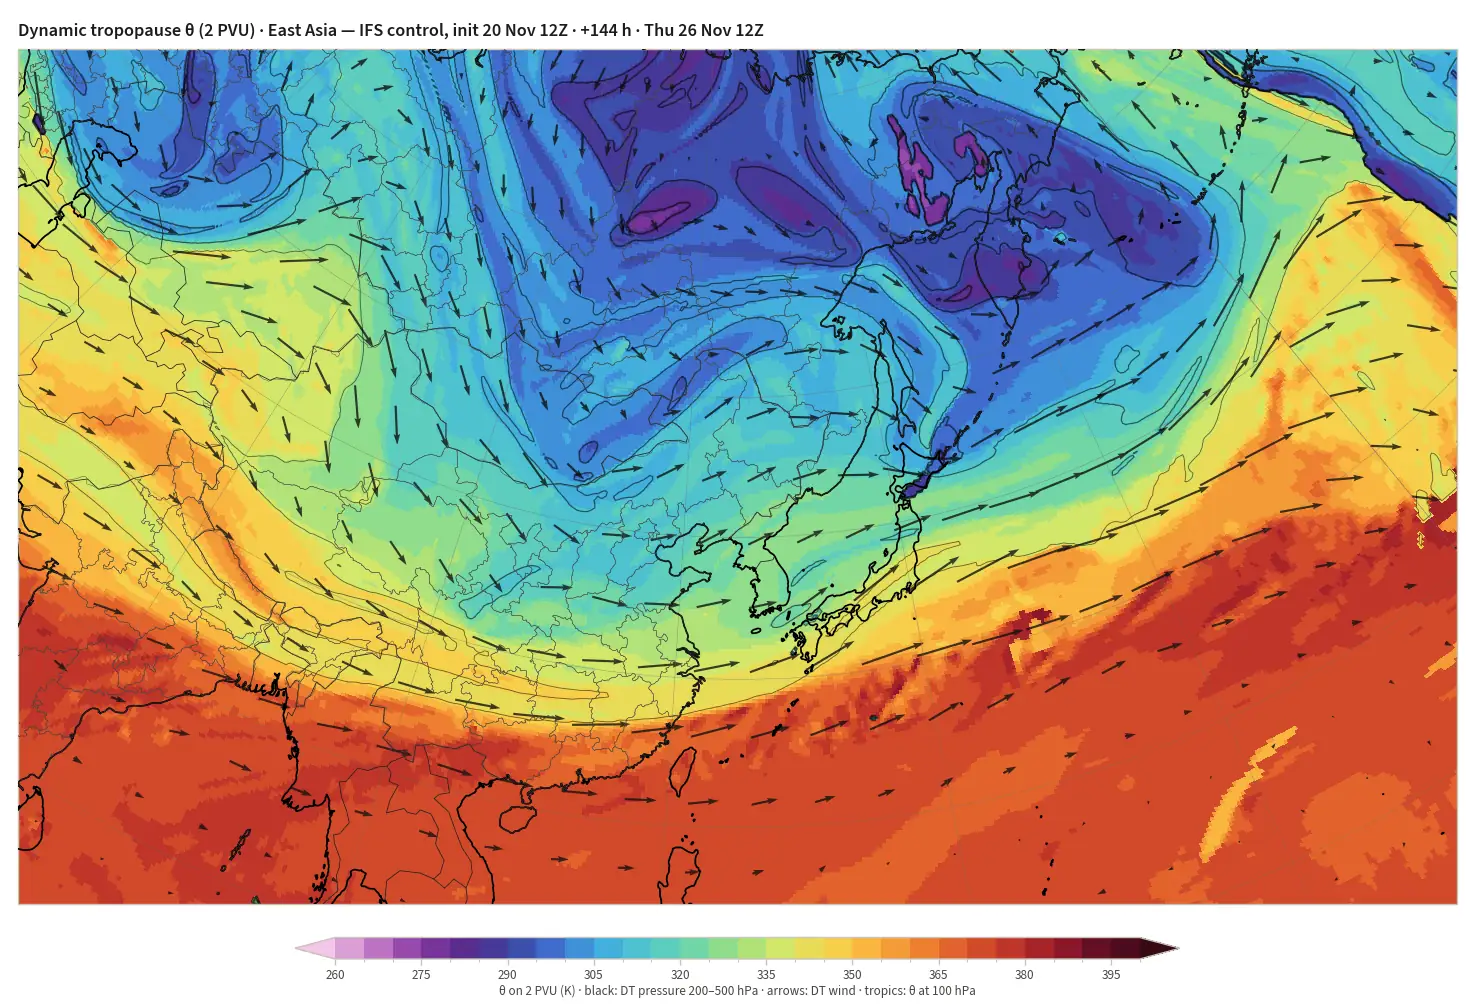 Dynamic tropopause θ (2 PVU) · East Asia — IFS control, init 20 Nov 12Z · +144 h · Thu 26 Nov 12Z
260 275 290 305 320 335 350 365 380 395
θ on 2 PVU (K) · black: DT pressure 200–500 hPa · arrows: DT wind · tropics: θ at 100 hPa